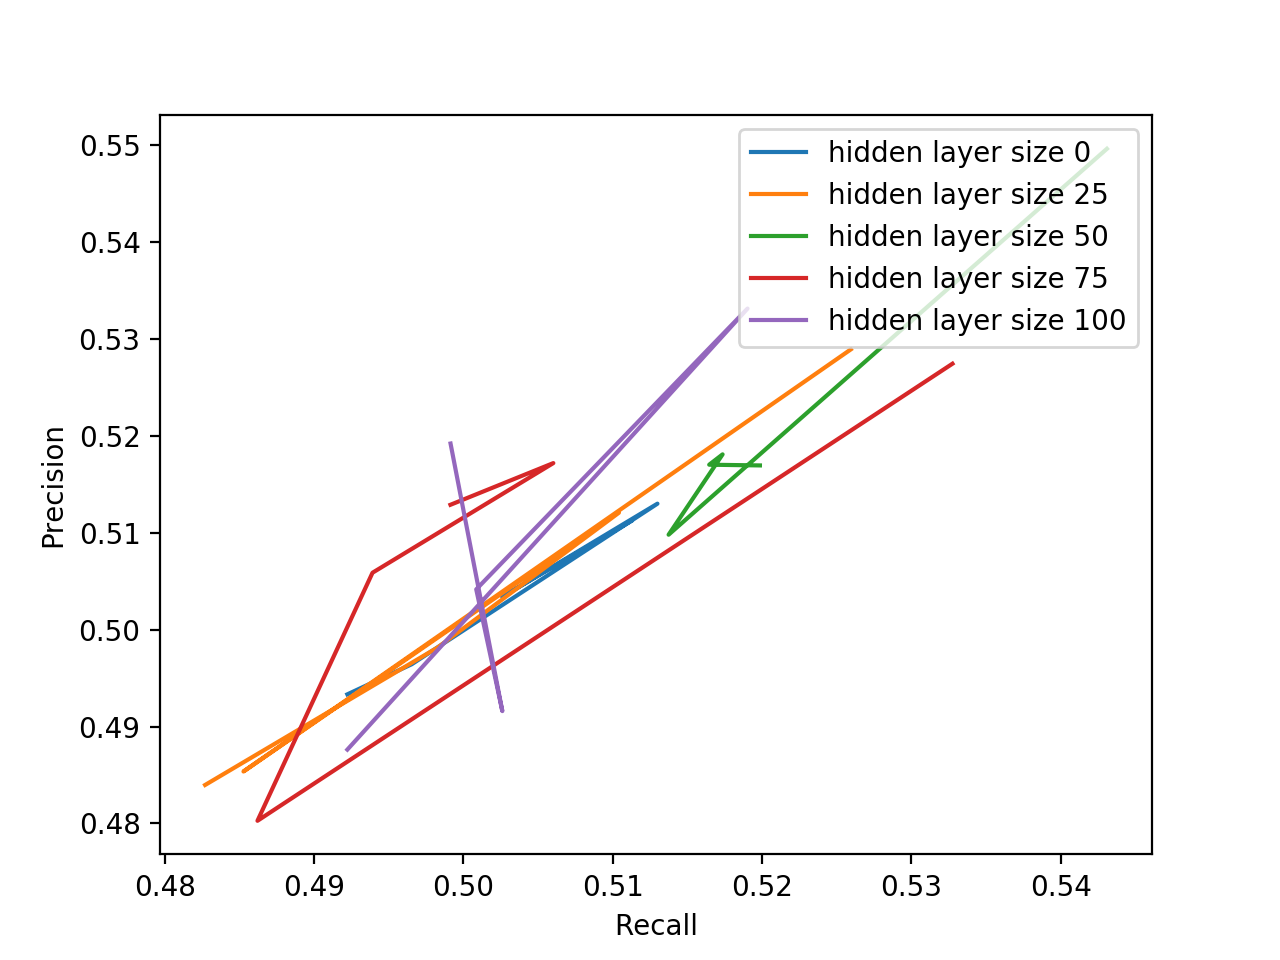 hidden layer size 0
hidden layer size 25
hidden layer size 50
hidden layer size 75
hidden layer size 100
Precision
0.55
0.54
0.53
0.52
0.51
0.50
0.49
0.48
0.48 0.49 0.50 0.51 0.52 0.53 0.54
Recall